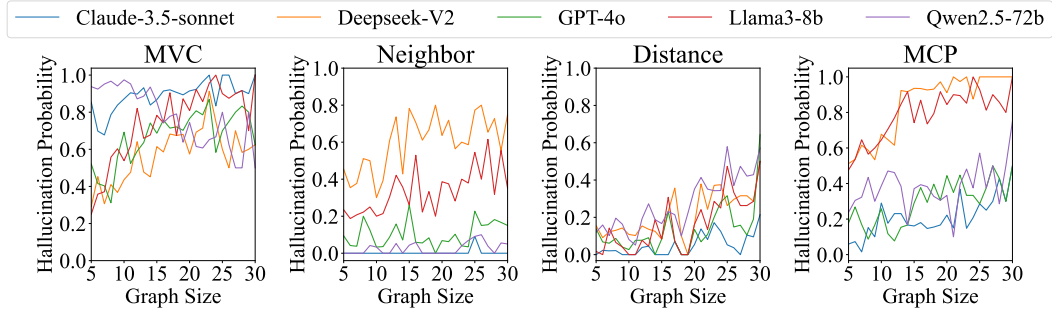 Claude-3.5-sonnet Deepseek-V2 GPT-4o Llama3-8b Qwen2.5-72b
MVC Neighbor Distance MCP
Hallucination Probability
1.0
0.8
0.6
0.4
0.2
0.0
5 10 15 20 25 30
Graph Size
Hallucination Probability
1.0
0.8
0.6
0.4
0.2
0.0
5 10 15 20 25 30
Graph Size
Hallucination Probability
1.0
0.8
0.6
0.4
0.2
0.0
5 10 15 20 25 30
Graph Size
Hallucination Probability
1.0
0.8
0.6
0.4
0.2
0.0
5 10 15 20 25 30
Graph Size